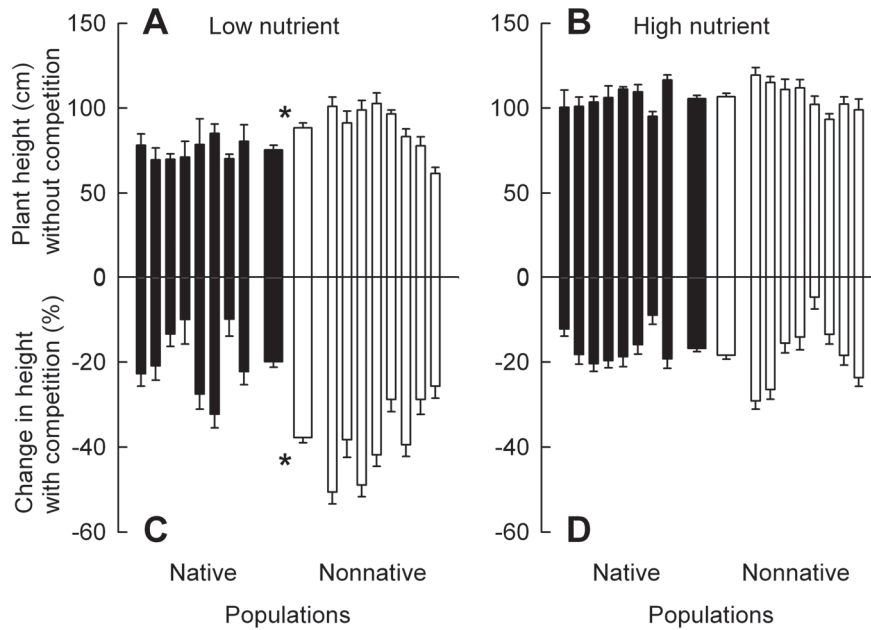 A Low nutrient
B High nutrient
Plant height (cm)
without competition
150
100
50
0
150
100
50
0
Change in height
with competition (%)
-20
-40
-60
0
-20
-40
-60
*
*
C
D
Native Nonnative
Native Nonnative
Populations
Populations